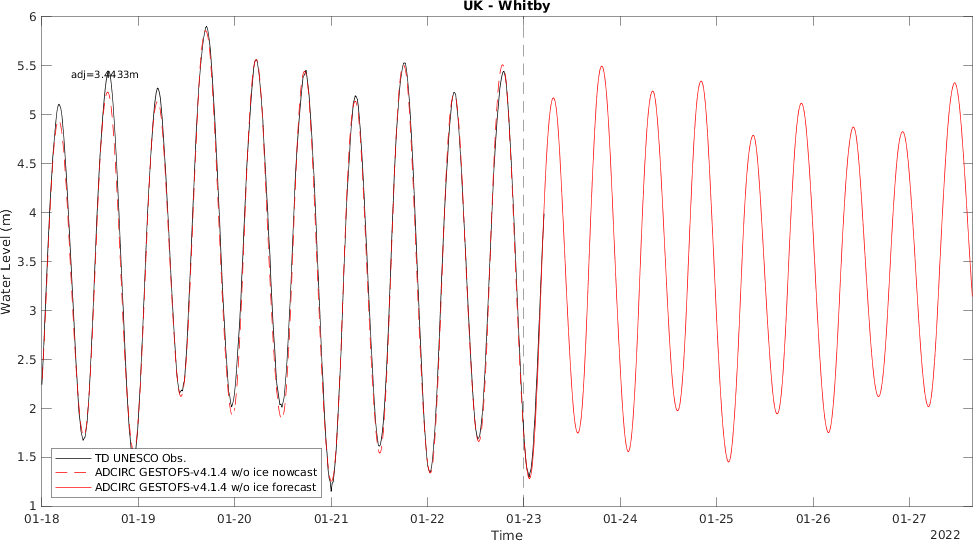 UK - Whitby
6
5.5
adj=3.4433m
5
4.5
4
3.5
3
2.5
2
1.5
1
Water Level (m)
TD UNESCO Obs.
ADCIRC GESTOFS-v4.1.4 w/o ice nowcast
ADCIRC GESTOFS-v4.1.4 w/o ice forecast
01-18 01-19 01-20 01-21 01-22 01-23 01-24 01-25 01-26 01-27
Time
2022